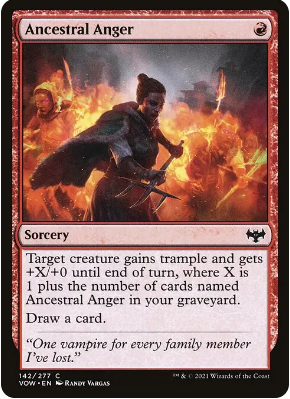 Ancestral Anger
Sorcery
Target creature gains trample and gets
+X/+0 until end of turn, where X is
1 plus the number of cards named
Ancestral Anger in your graveyard.
Draw a card.
“One vampire for every family member
I’ve lost.”
142/277 C
VOW • EN Randy Vargas
™ & © 2021 Wizards of the Coast